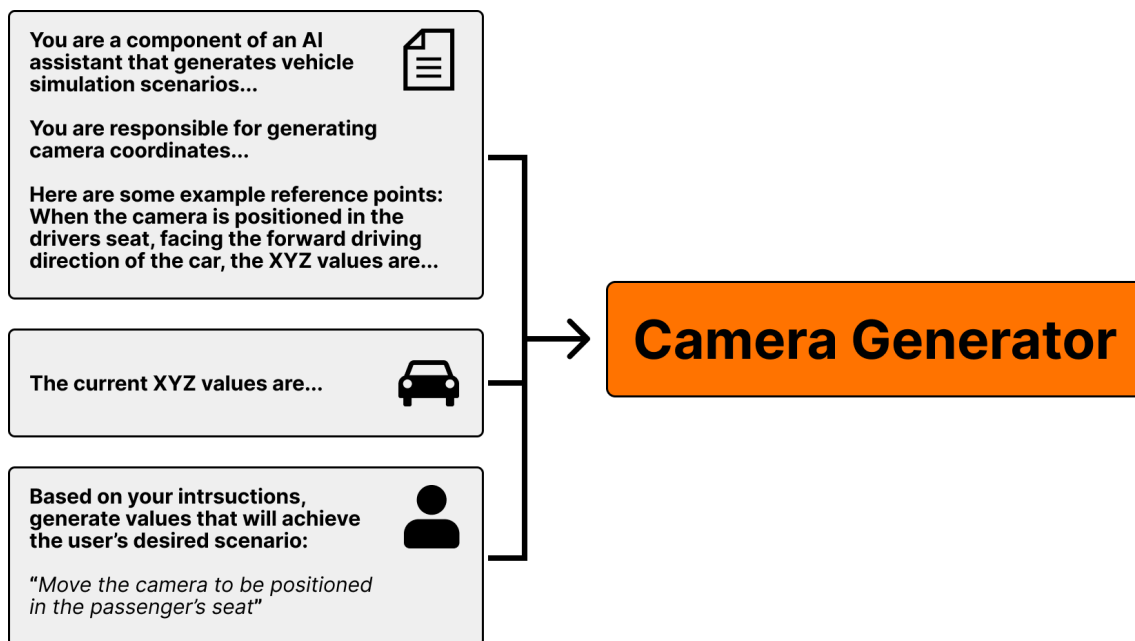 You are a component of an AI
assistant that generates vehicle
simulation scenarios...
You are responsible for generating
camera coordinates...
Here are some example reference points:
When the camera is positioned in the
drivers seat, facing the forward driving
direction of the car, the XYZ values are...
The current XYZ values are...
Based on your intrsuctions,
generate values that will achieve
the user’s desired scenario:
“Move the camera to be positioned
in the passenger’s seat”
Camera Generator